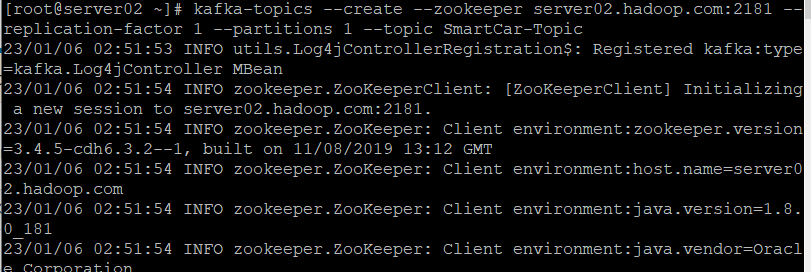 [root@server02 ~]# kafka-topics --create --zookeeper server02.hadoop.com:2181 --
replication-factor 1 --partitions 1 --topic SmartCar-Topic
23/01/06 02:51:53 INFO utils.Log4jControllerRegistration$: Registered kafka:type
=kafka.Log4jController MBean
23/01/06 02:51:54 INFO zookeeper.ZooKeeperClient: [ZooKeeperClient] Initializing
 a new session to server02.hadoop.com:2181.
23/01/06 02:51:54 INFO zookeeper.ZooKeeper: Client environment:zookeeper.version
=3.4.5-cdh6.3.2--1, built on 11/08/2019 13:12 GMT
23/01/06 02:51:54 INFO zookeeper.ZooKeeper: Client environment:host.name=server0
2.hadoop.com
23/01/06 02:51:54 INFO zookeeper.ZooKeeper: Client environment:java.version=1.8.
0_181
23/01/06 02:51:54 INFO zookeeper.ZooKeeper: Client environment:java.vendor=Oracl
e Corporation